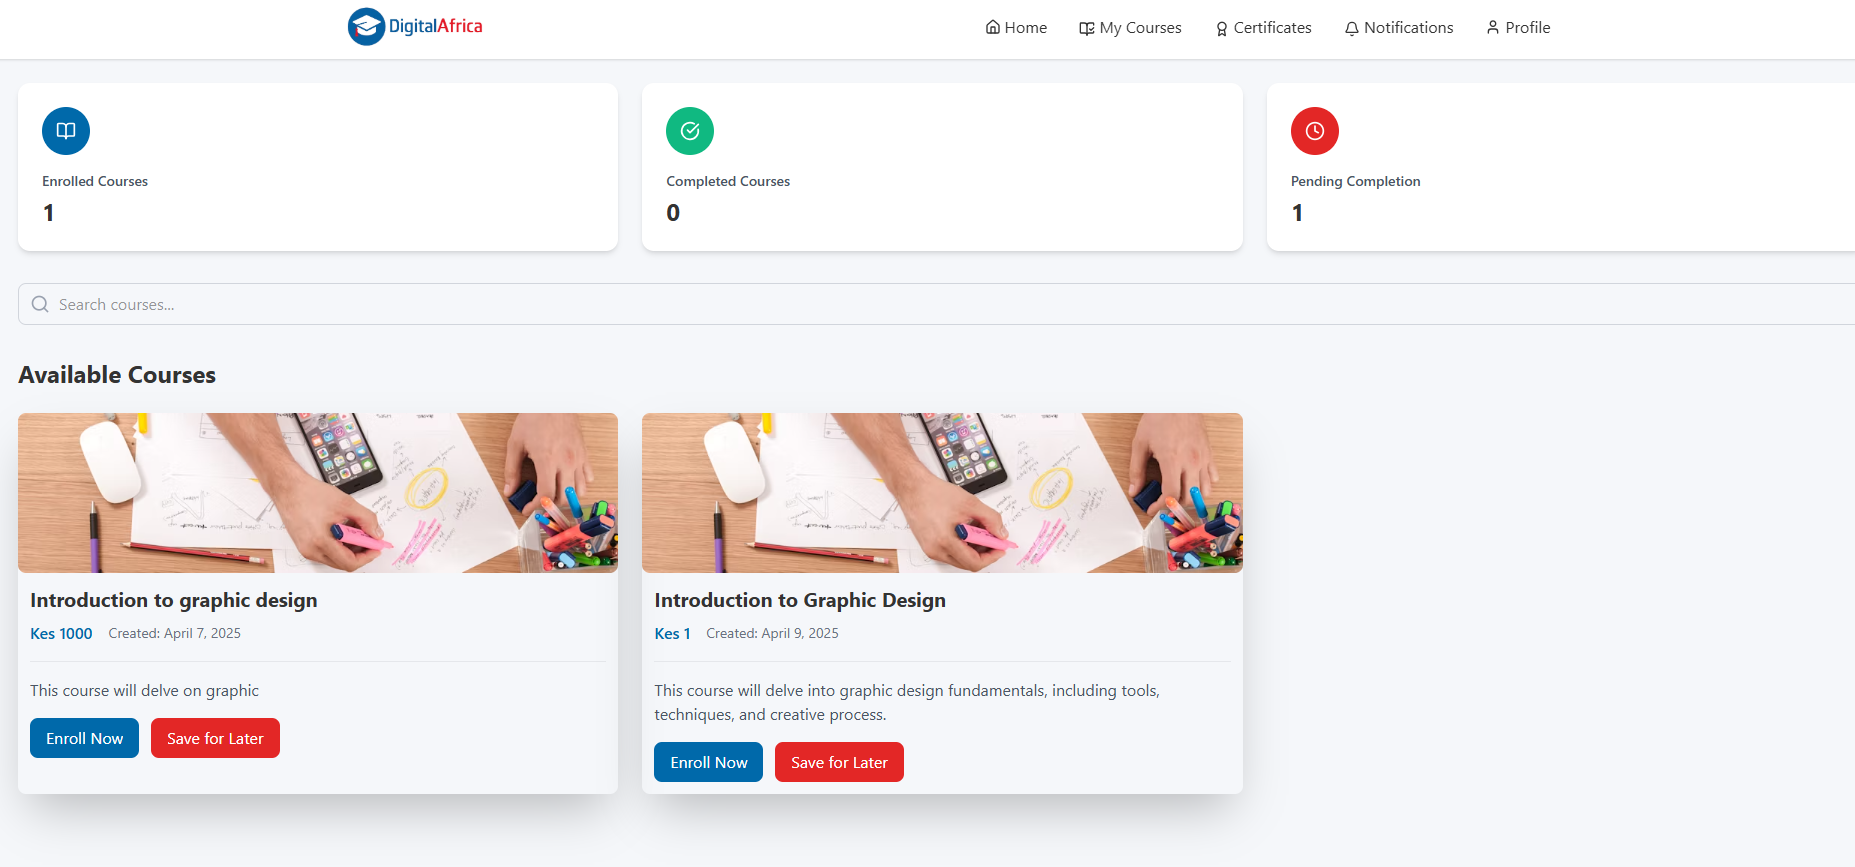 DigitalAfrica
Home My Courses Certificates Notifications Profile
Enrolled Courses
1
Completed Courses
0
Pending Completion
1
Search courses...
Available Courses
Introduction to graphic design
Kes 1000 Created: April 7, 2025
This course will delve on graphic
Enroll Now Save for Later
Introduction to Graphic Design
Kes 1 Created: April 9, 2025
This course will delve into graphic design fundamentals, including tools,
techniques, and creative process.
Enroll Now Save for Later